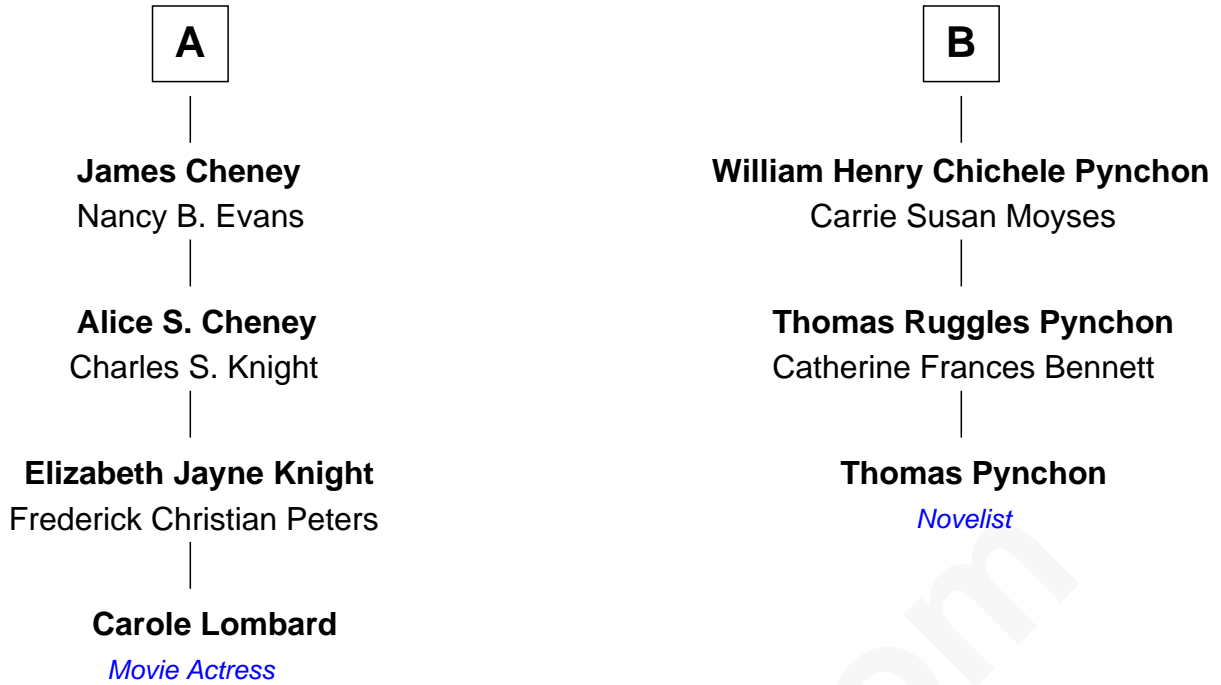 A
James Cheney
Nancy B. Evans
Alice S. Cheney
Charles S. Knight
Elizabeth Jayne Knight
Frederick Christian Peters
Carole Lombard
Movie Actress
B
William Henry Chichele Pynchon
Carrie Susan Moyses
Thomas Ruggles Pynchon
Catherine Frances Bennett
Thomas Pynchon
Novelist
om